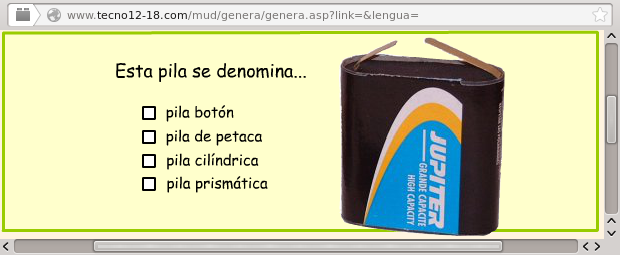 www.tecno12-18.com/mud/genera/genera.asp?link=&lengua=
Esta pila se denomina...
pila botón
pila de petaca
pila cilíndrica
pila prismática
JUPITER
GRANDE CAPACITE
HIGH CAPACITY